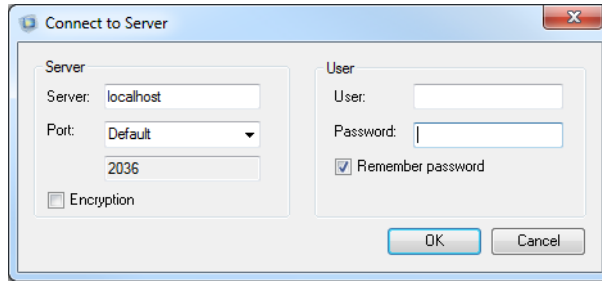 Connect to Server
Server
Server: localhost
Port: Default
2036
Encryption
User
User:
Password:
Remember password
OK
Cancel